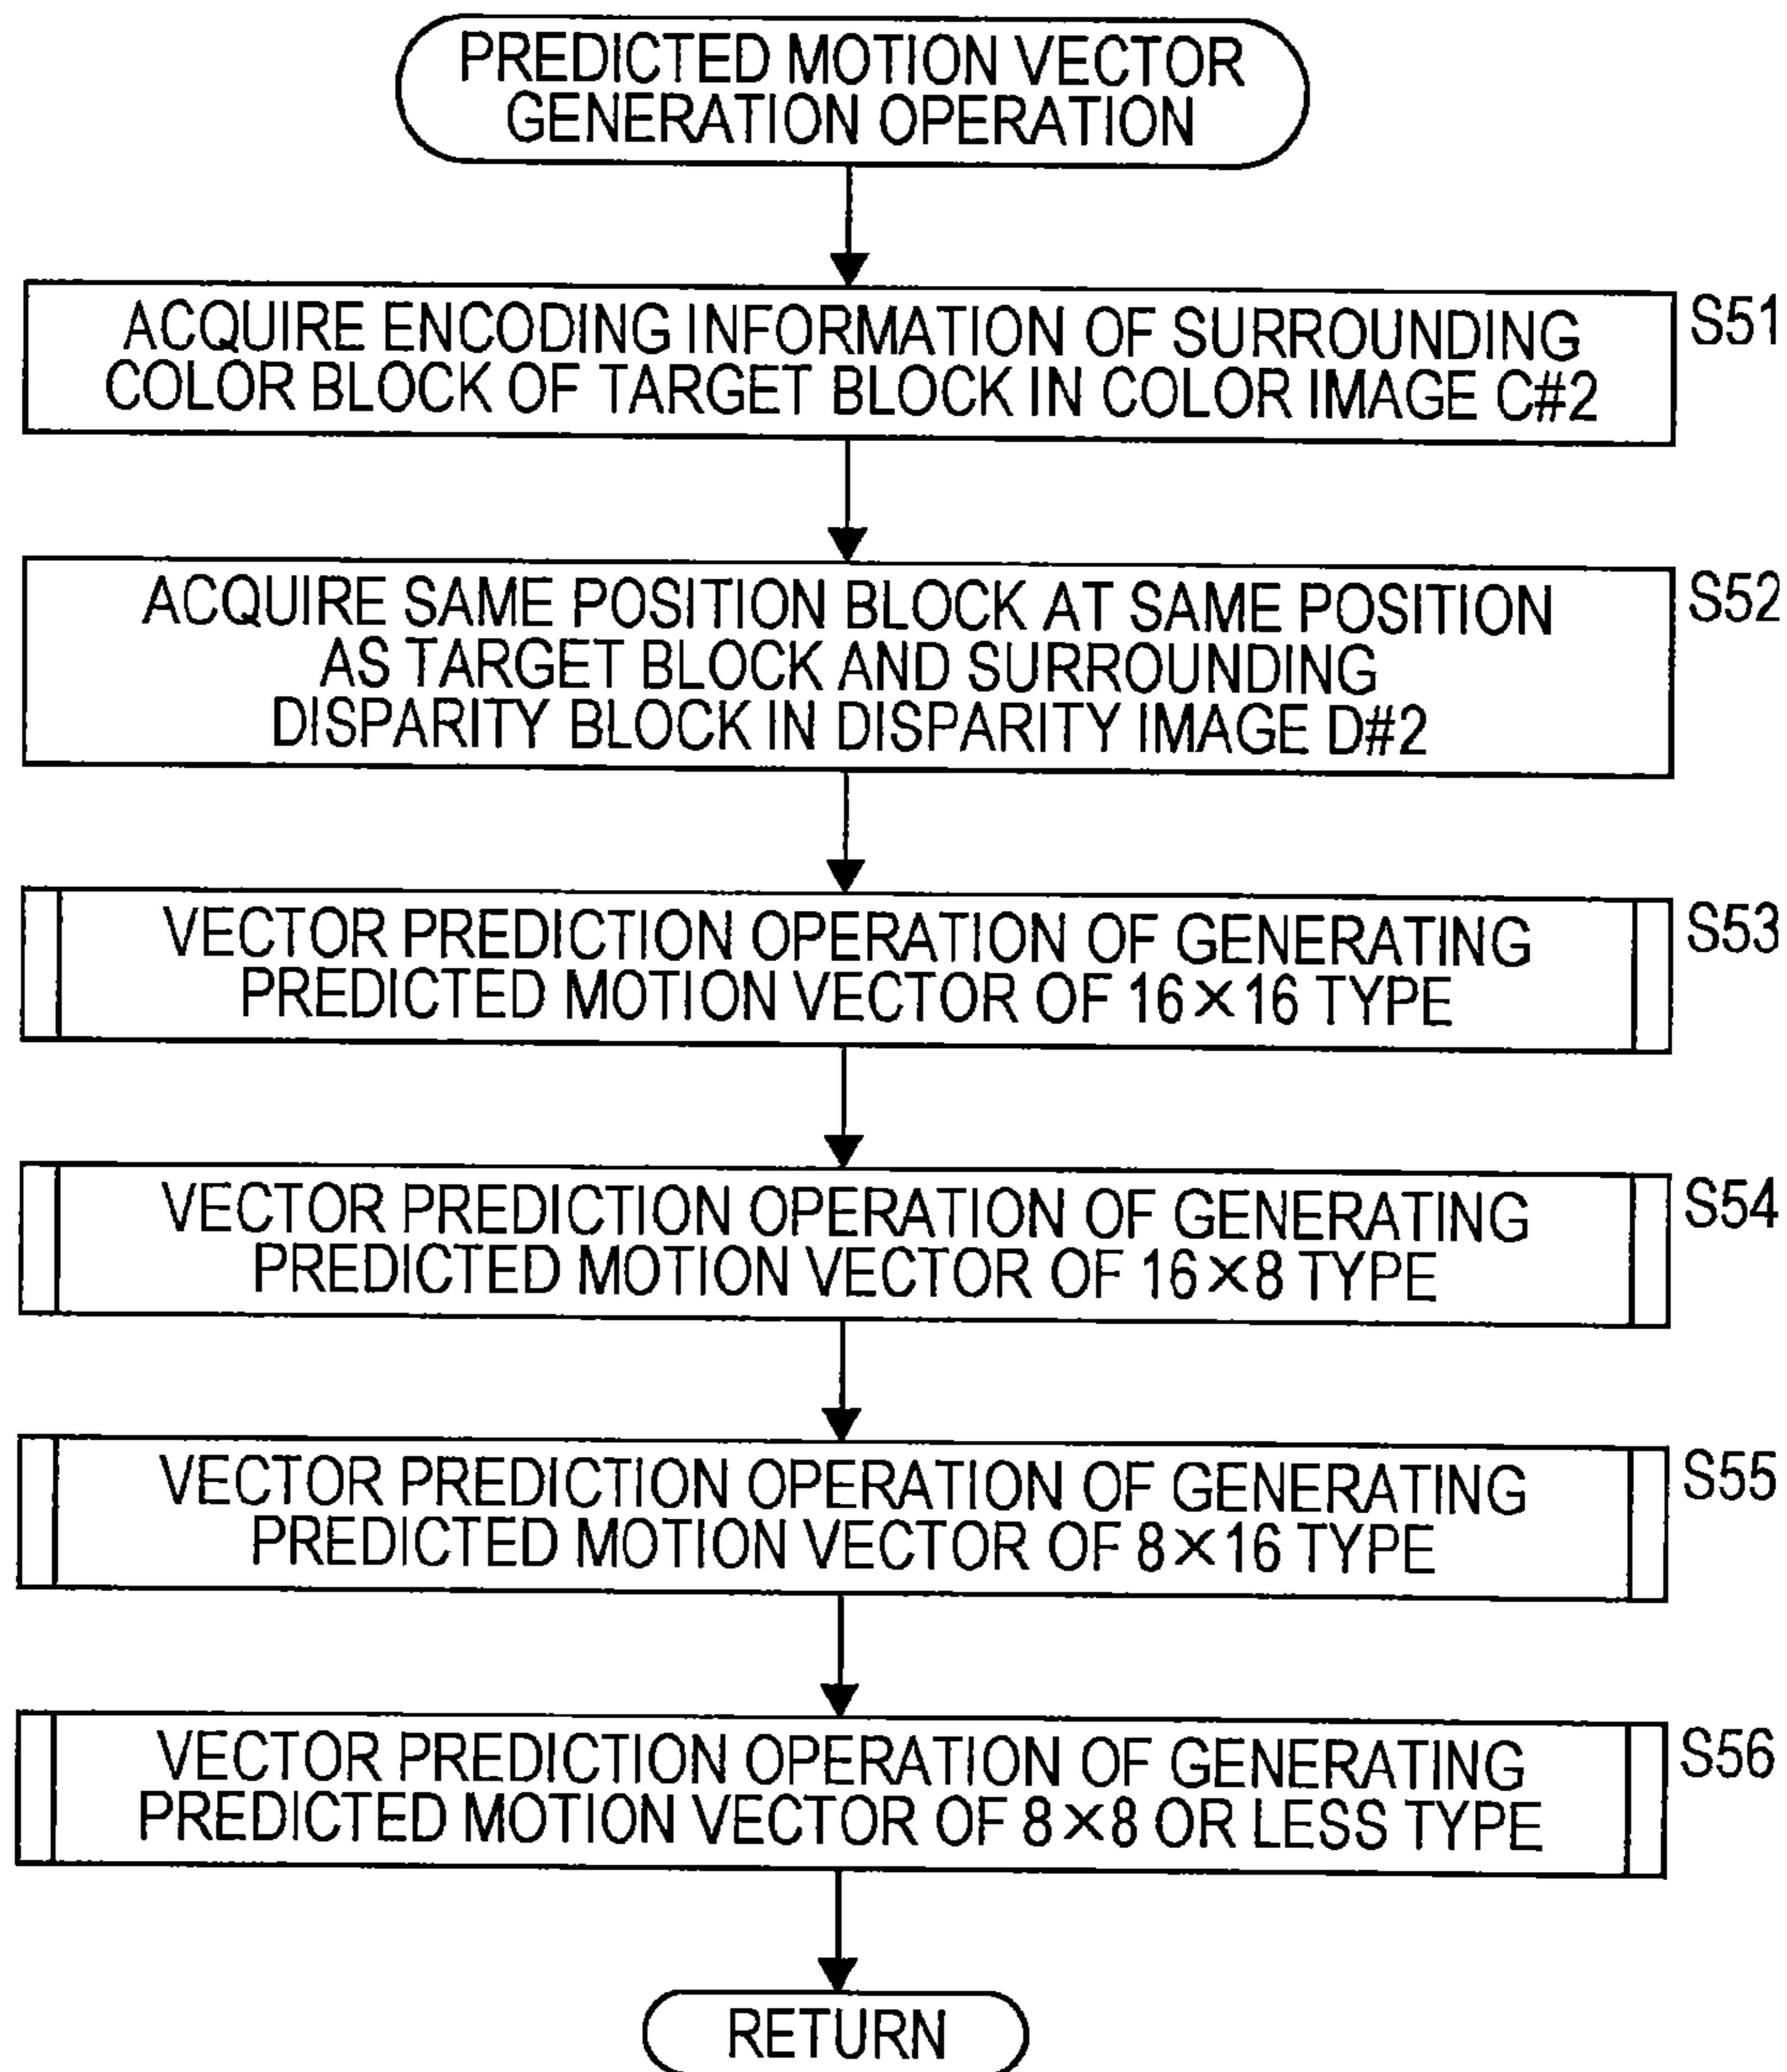 PREDICTED MOTION VECTOR
GENERATION OPERATION
ACQUIRE ENCODING INFORMATION OF SURROUNDING
COLOR BLOCK OF TARGET BLOCK IN COLOR IMAGE C#2
S51
ACQUIRE SAME POSITION BLOCK AT SAME POSITION
AS TARGET BLOCK AND SURROUNDING
DISPARITY BLOCK IN DISPARITY IMAGE D#2
S52
VECTOR PREDICTION OPERATION OF GENERATING
PREDICTED MOTION VECTOR OF 16×16 TYPE
S53
VECTOR PREDICTION OPERATION OF GENERATING
PREDICTED MOTION VECTOR OF 16×8 TYPE
S54
VECTOR PREDICTION OPERATION OF GENERATING
PREDICTED MOTION VECTOR OF 8×16 TYPE
S55
VECTOR PREDICTION OPERATION OF GENERATING
PREDICTED MOTION VECTOR OF 8×8 OR LESS TYPE
S56
RETURN